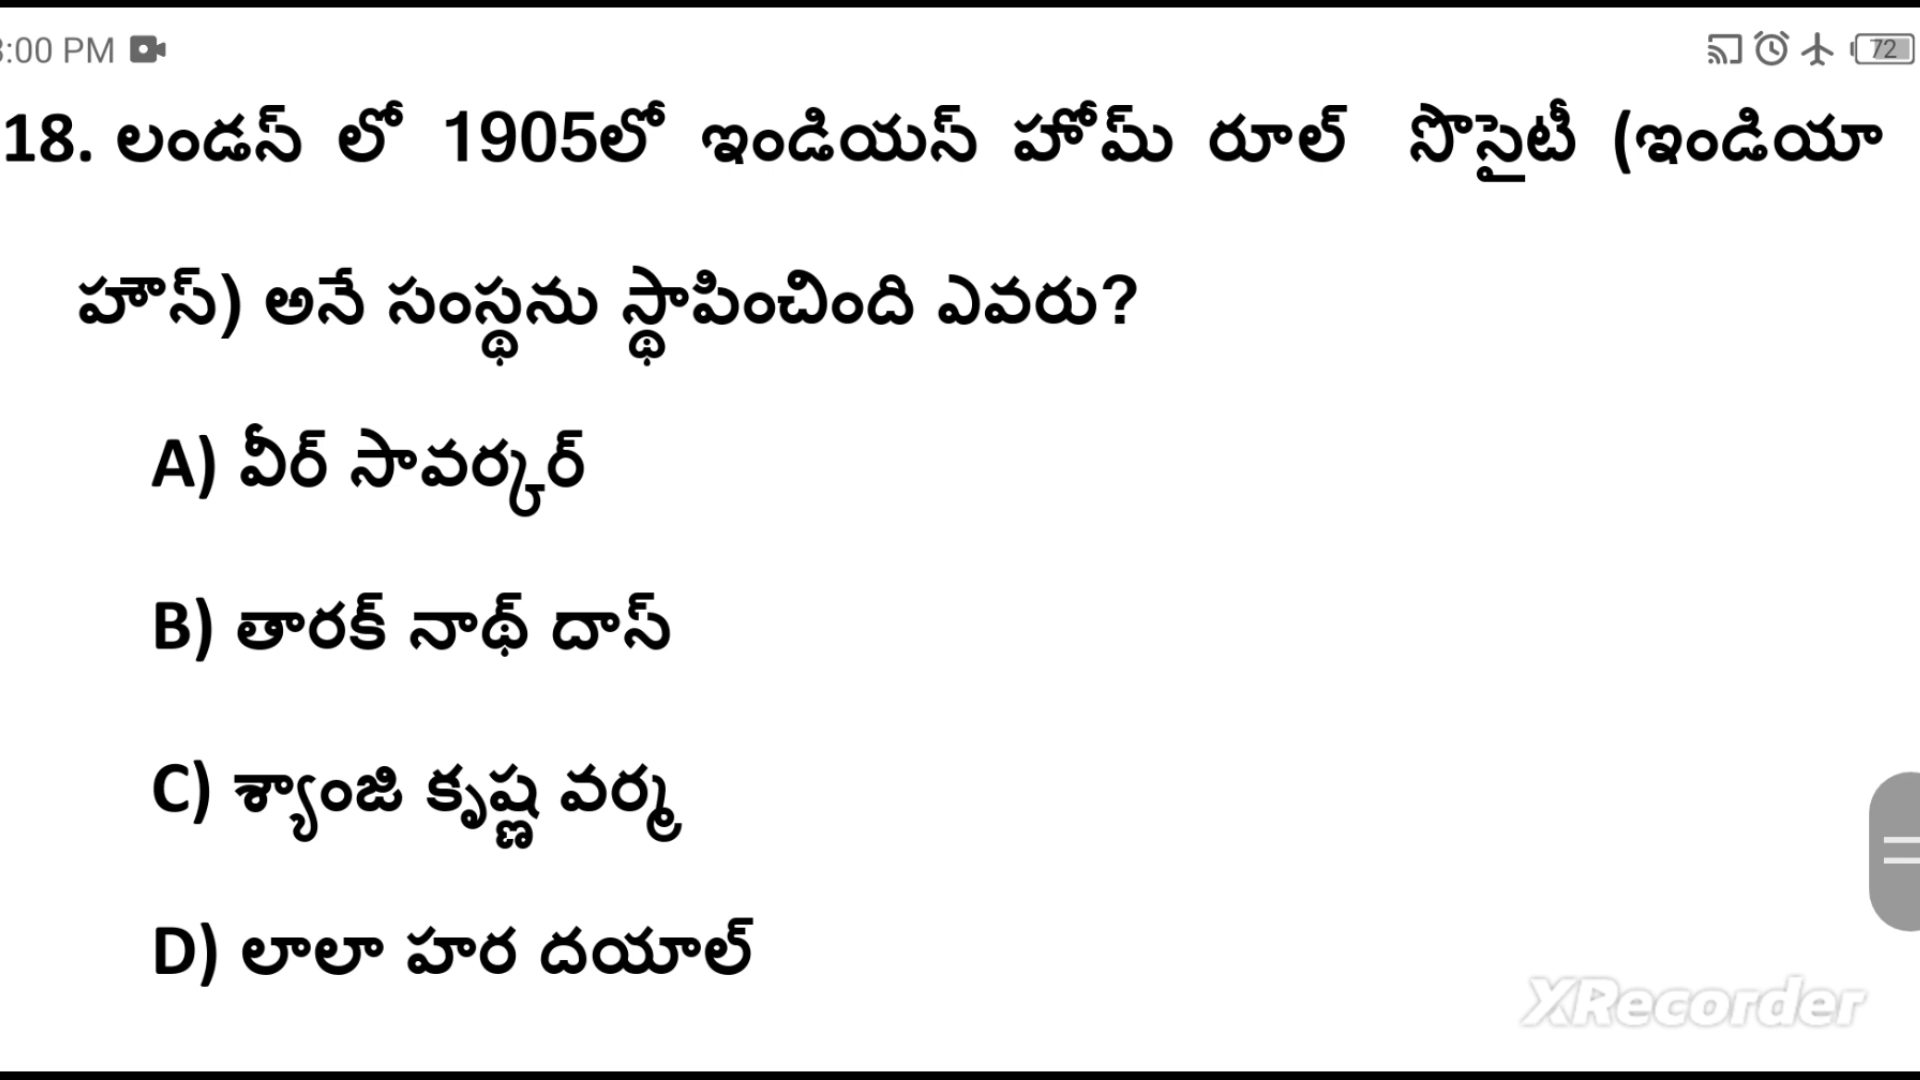 :00 PM
72
18. లండన్ లో 1905లో ఇండియన్ హోమ్ రూల్ సొసైటీ (ఇండియా
హౌస్) అనే సంస్థను స్థాపించింది ఎవరు?
A) వీర్ సావర్కర్
B) తారక్ నాథ్ దాస్
C) శ్యాంజి కృష్ణ వర్మ
D) లాలా హర దయాల్
XRecorder